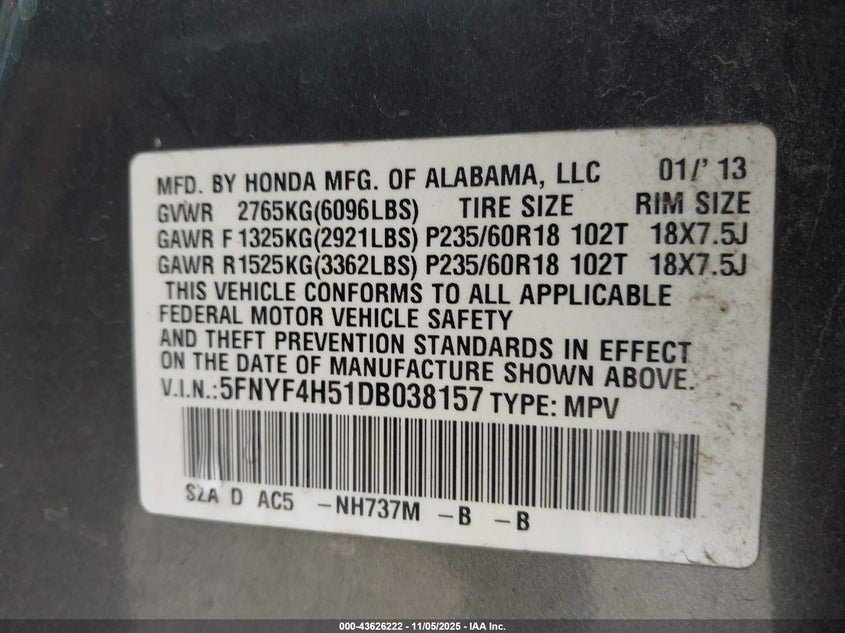 MFD. BY HONDA MFG. OF ALABAMA, LLC 01/' 13
GVWR 2765KG(6096LBS) TIRE SIZE RIM SIZE
GAWR F 1325KG(2921LBS) P235/60R18 102T 18X7.5J
GAWR R 1525KG(3362LBS) P235/60R18 102T 18X7.5J
THIS VEHICLE CONFORMS TO ALL APPLICABLE
FEDERAL MOTOR VEHICLE SAFETY
AND THEFT PREVENTION STANDARDS IN EFFECT
ON THE DATE OF MANUFACTURE SHOWN ABOVE.
V.I.N.: 5FNYF4H51DB038157 TYPE: MPV
SZA D AC5 -NH737M -B -B
000-43626222 - 11/05/2025 - IAA Inc.